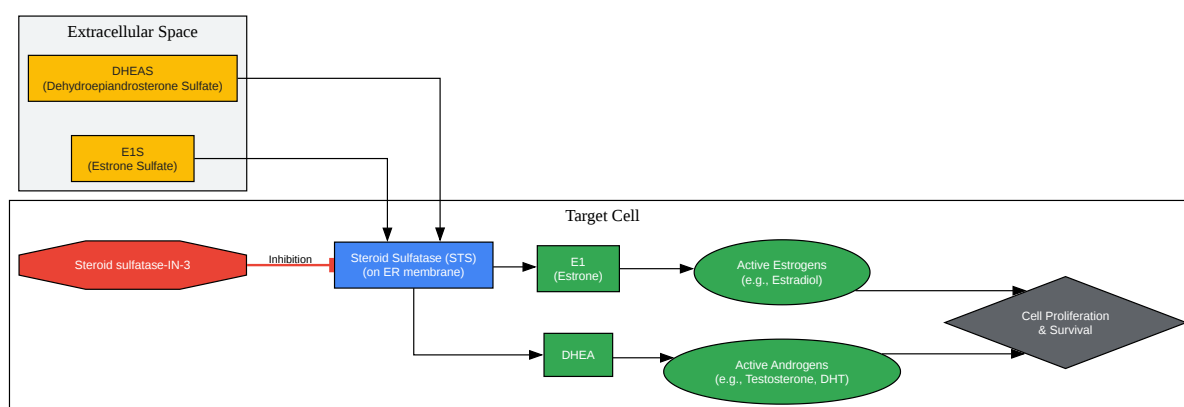 Extracellular Space
DHEAS
(Dehydroepiandrosterone Sulfate)
E1S
(Estrone Sulfate)
Target Cell
Steroid sulfatase-IN-3
Inhibition
Steroid Sulfatase (STS)
(on ER membrane)
E1
(Estrone)
Active Estrogens
(e.g., Estradiol)
Cell Proliferation
& Survival
DHEA
Active Androgens
(e.g., Testosterone, DHT)